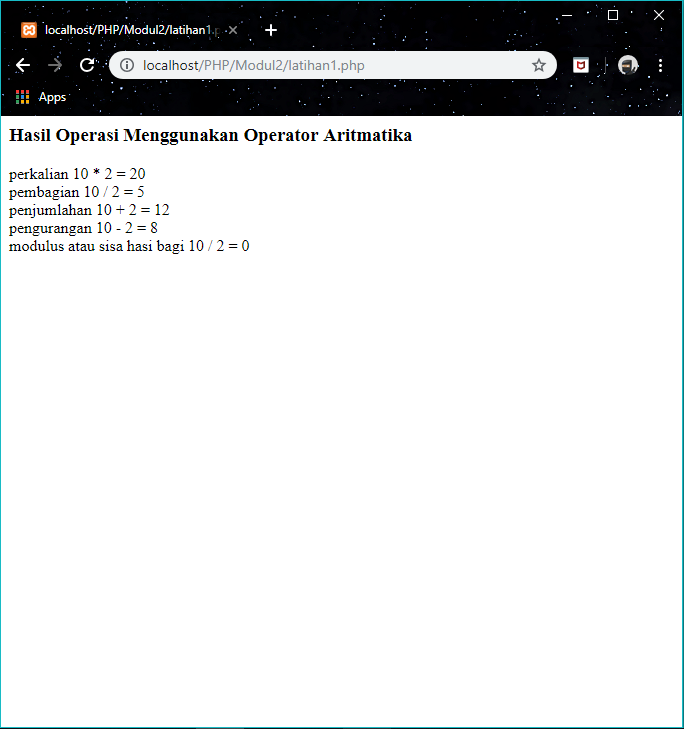 localhost/PHP/Modul2/latihan1.p
localhost/PHP/Modul2/latihan1.php
Apps
Hasil Operasi Menggunakan Operator Aritmatika
perkalian 10 * 2 = 20
pembagian 10 / 2 = 5
penjumlahan 10 + 2 = 12
pengurangan 10 - 2 = 8
modulus atau sisa hasi bagi 10 / 2 = 0